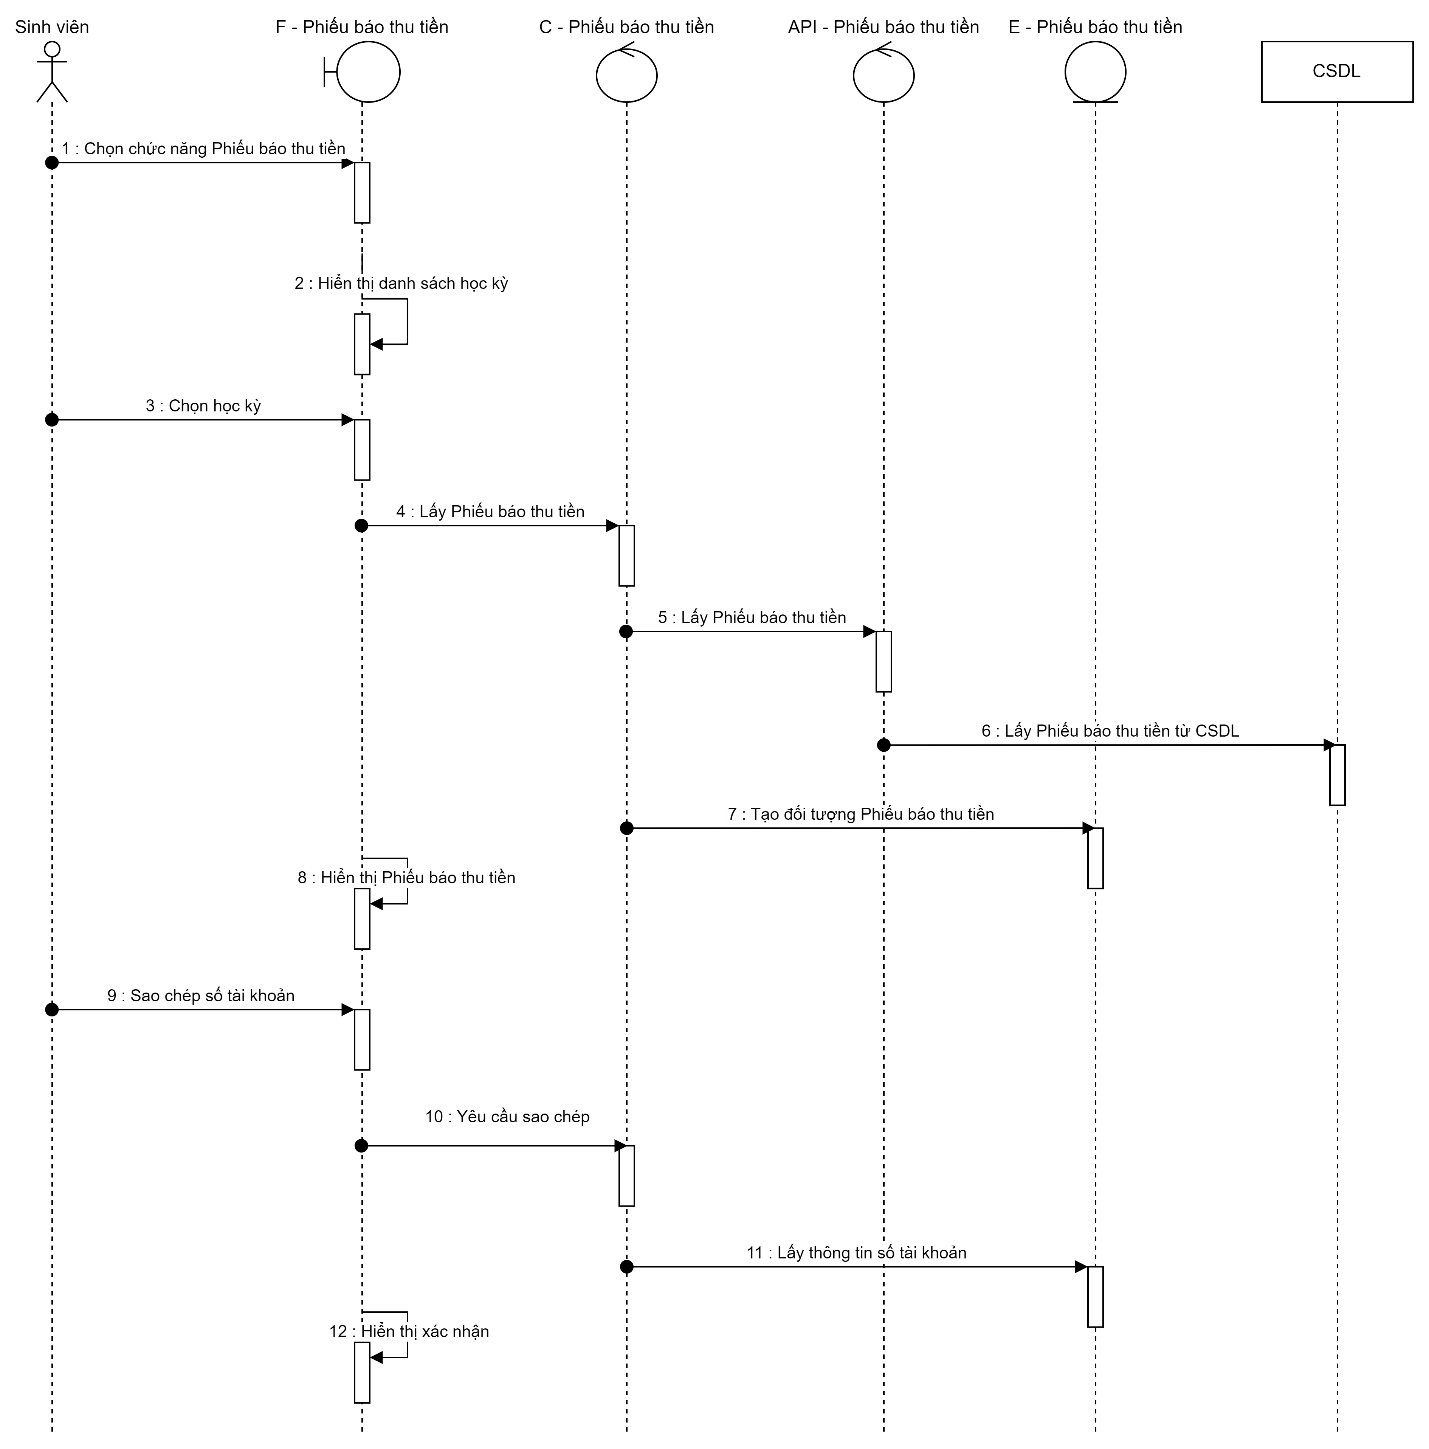 Sinh viên
F - Phiếu báo thu tiền
C - Phiếu báo thu tiền
API - Phiếu báo thu tiền
E - Phiếu báo thu tiền
CSDL
1 : Chọn chức năng Phiếu báo thu tiền
2 : Hiển thị danh sách học kỳ
3 : Chọn học kỳ
4 : Lấy Phiếu báo thu tiền
5 : Lấy Phiếu báo thu tiền
6 : Lấy Phiếu báo thu tiền từ CSDL
7 : Tạo đối tượng Phiếu báo thu tiền
8 : Hiển thị Phiếu báo thu tiền
9 : Sao chép số tài khoản
10 : Yêu cầu sao chép
11 : Lấy thông tin số tài khoản
12 : Hiển thị xác nhận